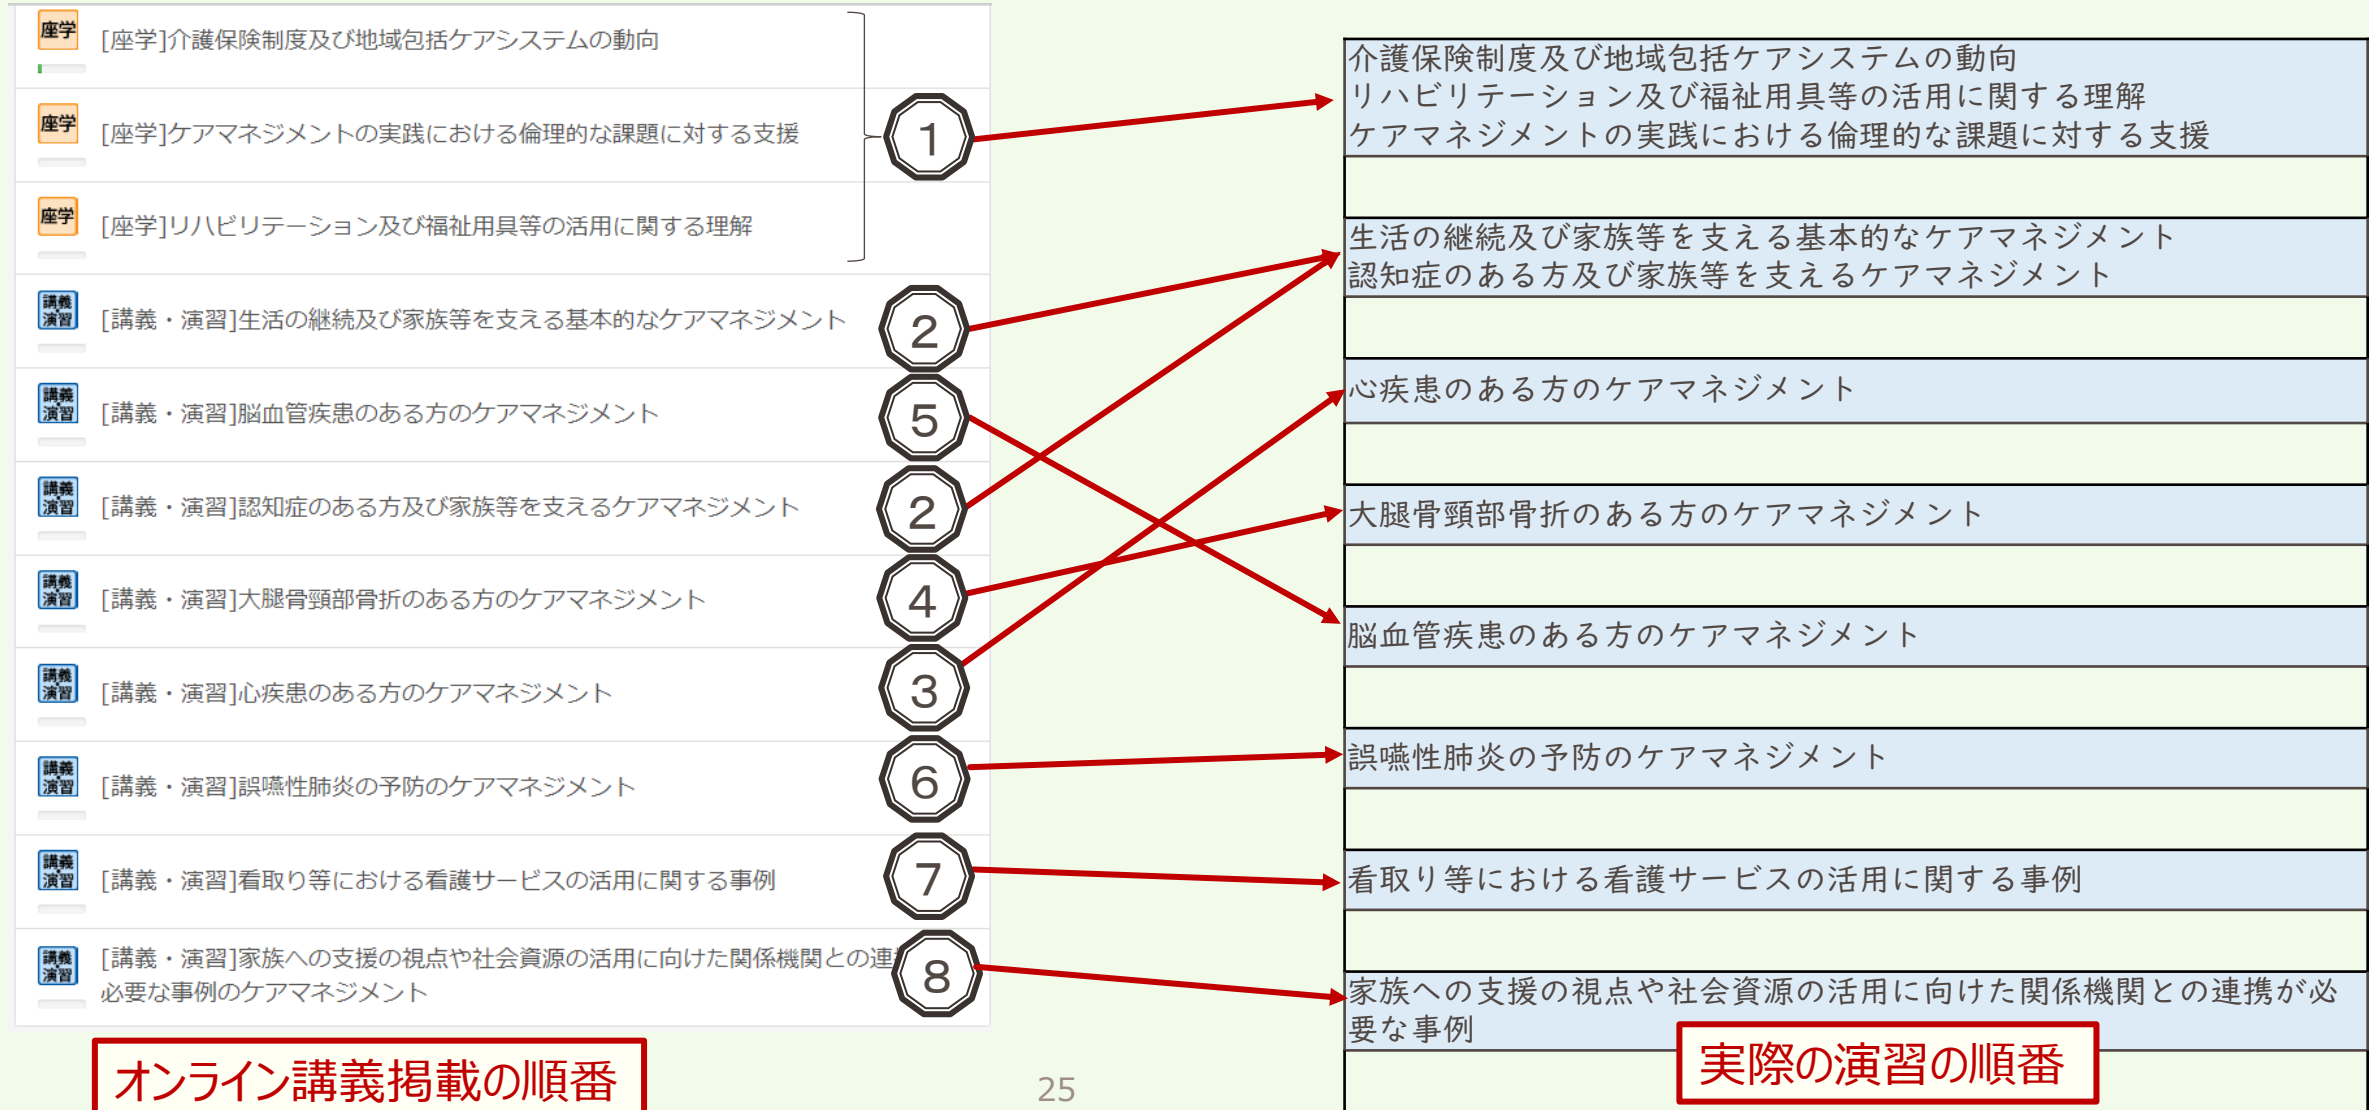 座学
[座学]介護保険制度及び地域包括ケアシステムの動向
座学
[座学]ケアマネジメントの実践における倫理的な課題に対する支援
1
座学
[座学]リハビリテーション及び福祉用具等の活用に関する理解
講義
演習
[講義・演習]生活の継続及び家族等を支える基本的なケアマネジメント
2
講義
演習
[講義・演習]脳血管疾患のある方のケアマネジメント
5
講義
演習
[講義・演習]認知症のある方及び家族等を支えるケアマネジメント
2
講義
演習
[講義・演習]大腿骨頸部骨折のある方のケアマネジメント
4
講義
演習
[講義・演習]心疾患のある方のケアマネジメント
3
講義
演習
[講義・演習]誤嚥性肺炎の予防のケアマネジメント
6
講義
演習
[講義・演習]看取り等における看護サービスの活用に関する事例
7
講義
演習
[講義・演習]家族への支援の視点や社会資源の活用に向けた関係機関との連
必要な事例のケアマネジメント
8
オンライン講義掲載の順番
介護保険制度及び地域包括ケアシステムの動向
リハビリテーション及び福祉用具等の活用に関する理解
ケアマネジメントの実践における倫理的な課題に対する支援
生活の継続及び家族等を支える基本的なケアマネジメント
認知症のある方及び家族等を支えるケアマネジメント
心疾患のある方のケアマネジメント
大腿骨頸部骨折のある方のケアマネジメント
脳血管疾患のある方のケアマネジメント
誤嚥性肺炎の予防のケアマネジメント
看取り等における看護サービスの活用に関する事例
家族への支援の視点や社会資源の活用に向けた関係機関との連携が必
要な事例
実際の演習の順番
25